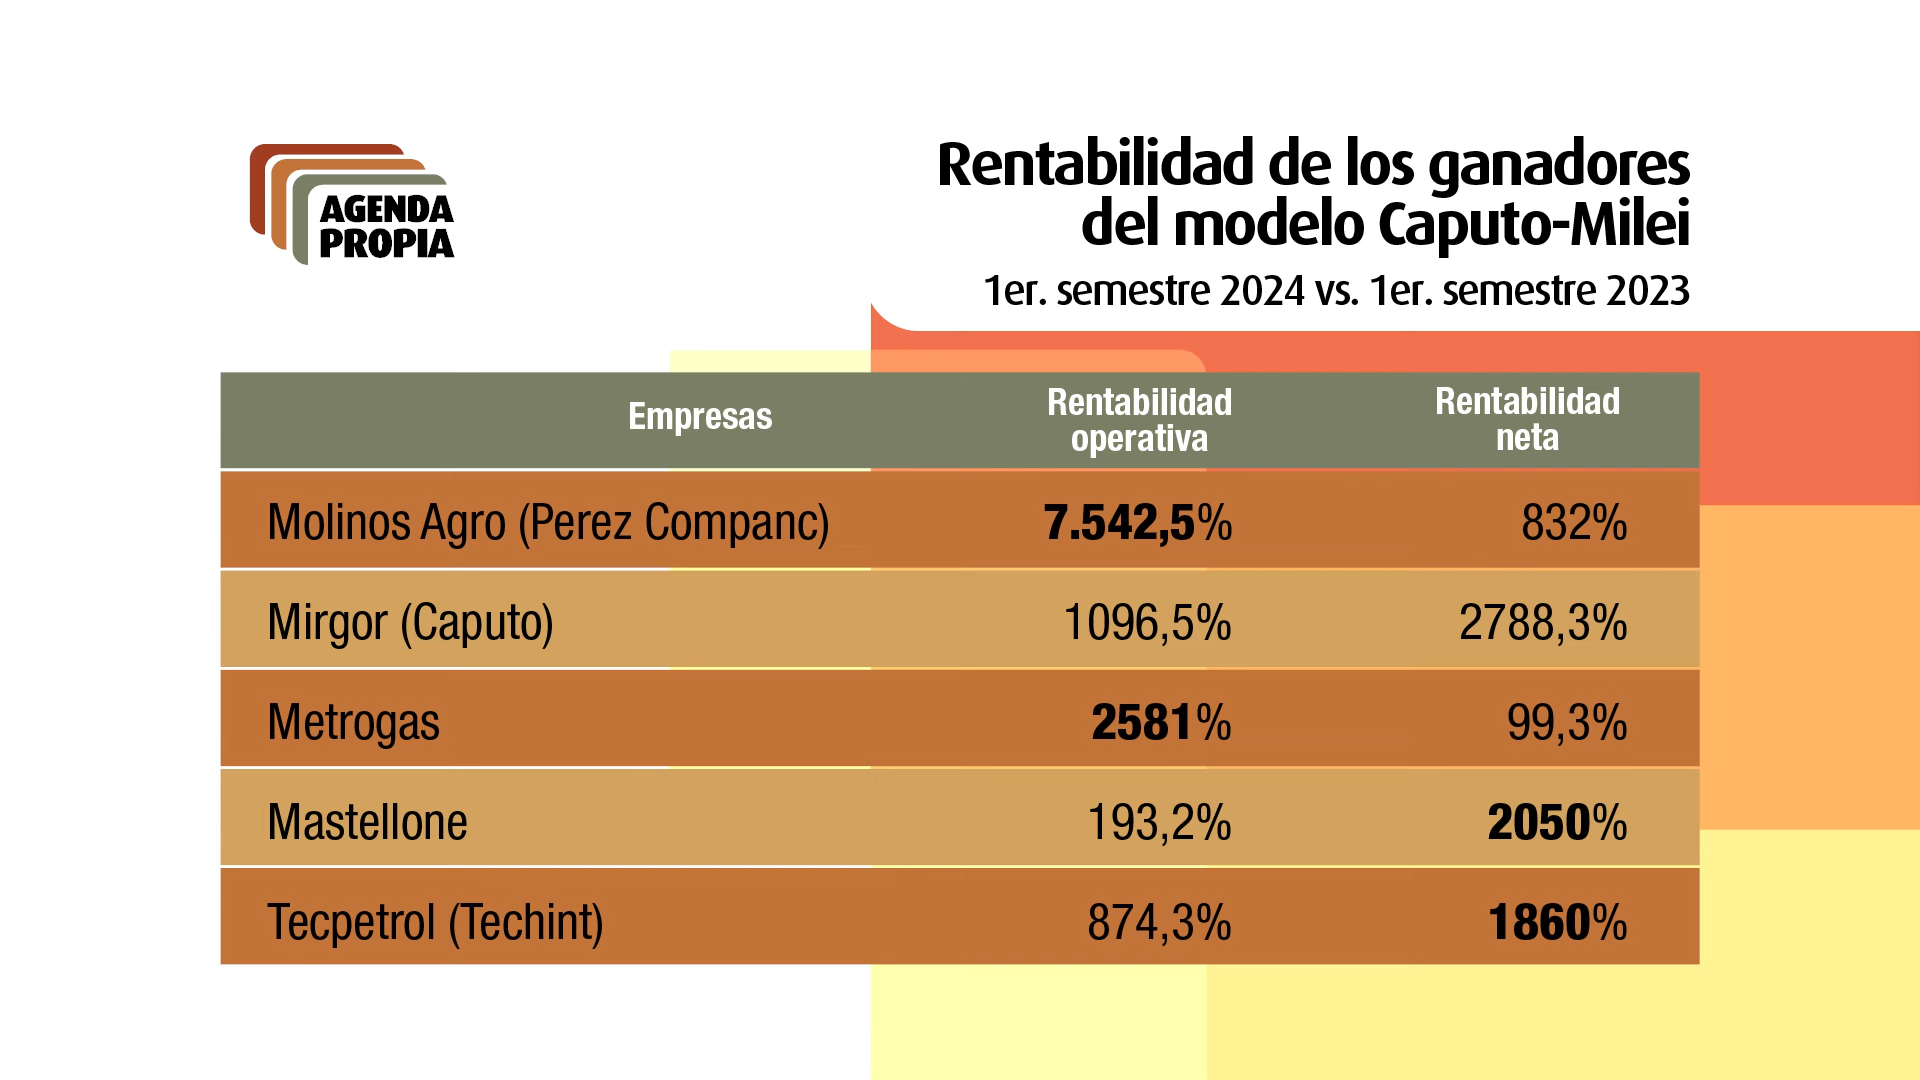 AGENDA
PROPIA
Rentabilidad de los ganadores
del modelo Caputo-Milei
1er. semestre 2024 vs. 1er. semestre 2023
Empresas
Rentabilidad
operativa
Rentabilidad
neta
Molinos Agro (Perez Companc) 7.542,5% 832%
Mirgor (Caputo) 1096,5% 2788,3%
Metrogas 2581% 99,3%
Mastellone 193,2% 2050%
Tecpetrol (Techint) 874,3% 1860%